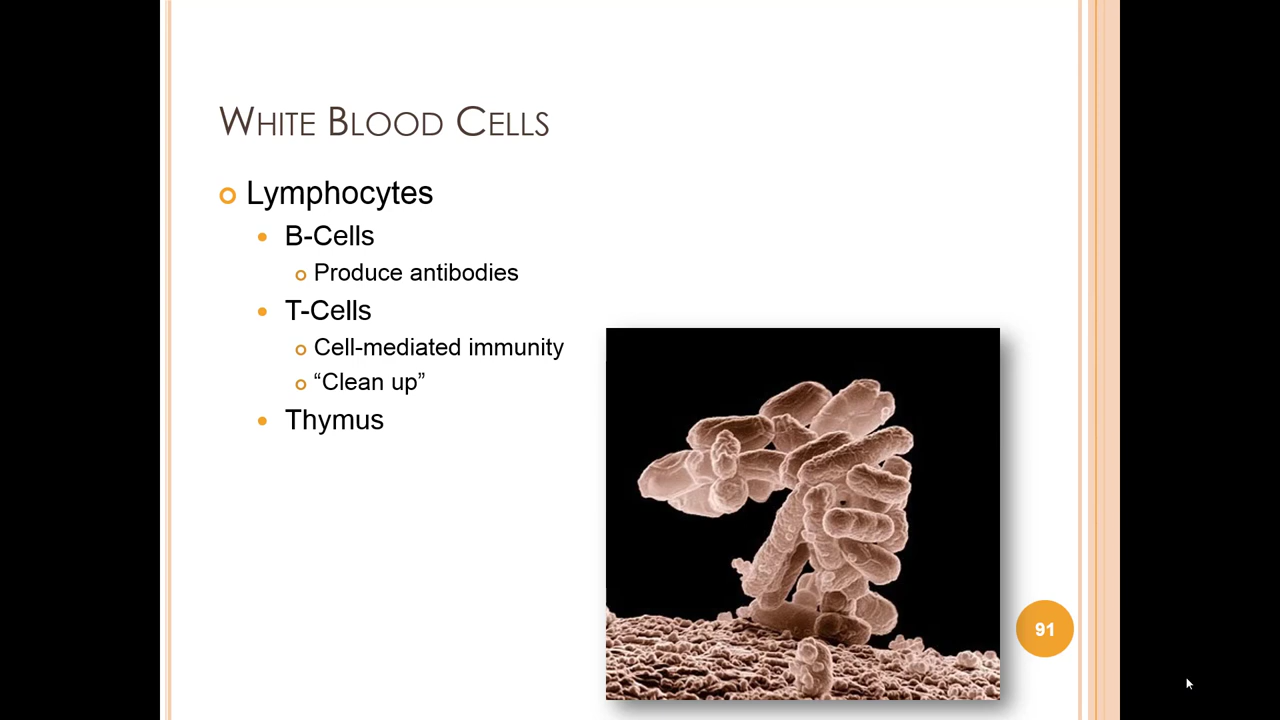 White Blood Cells
Lymphocytes
B-Cells
Produce antibodies
T-Cells
Cell-mediated immunity
“Clean up”
Thymus
91